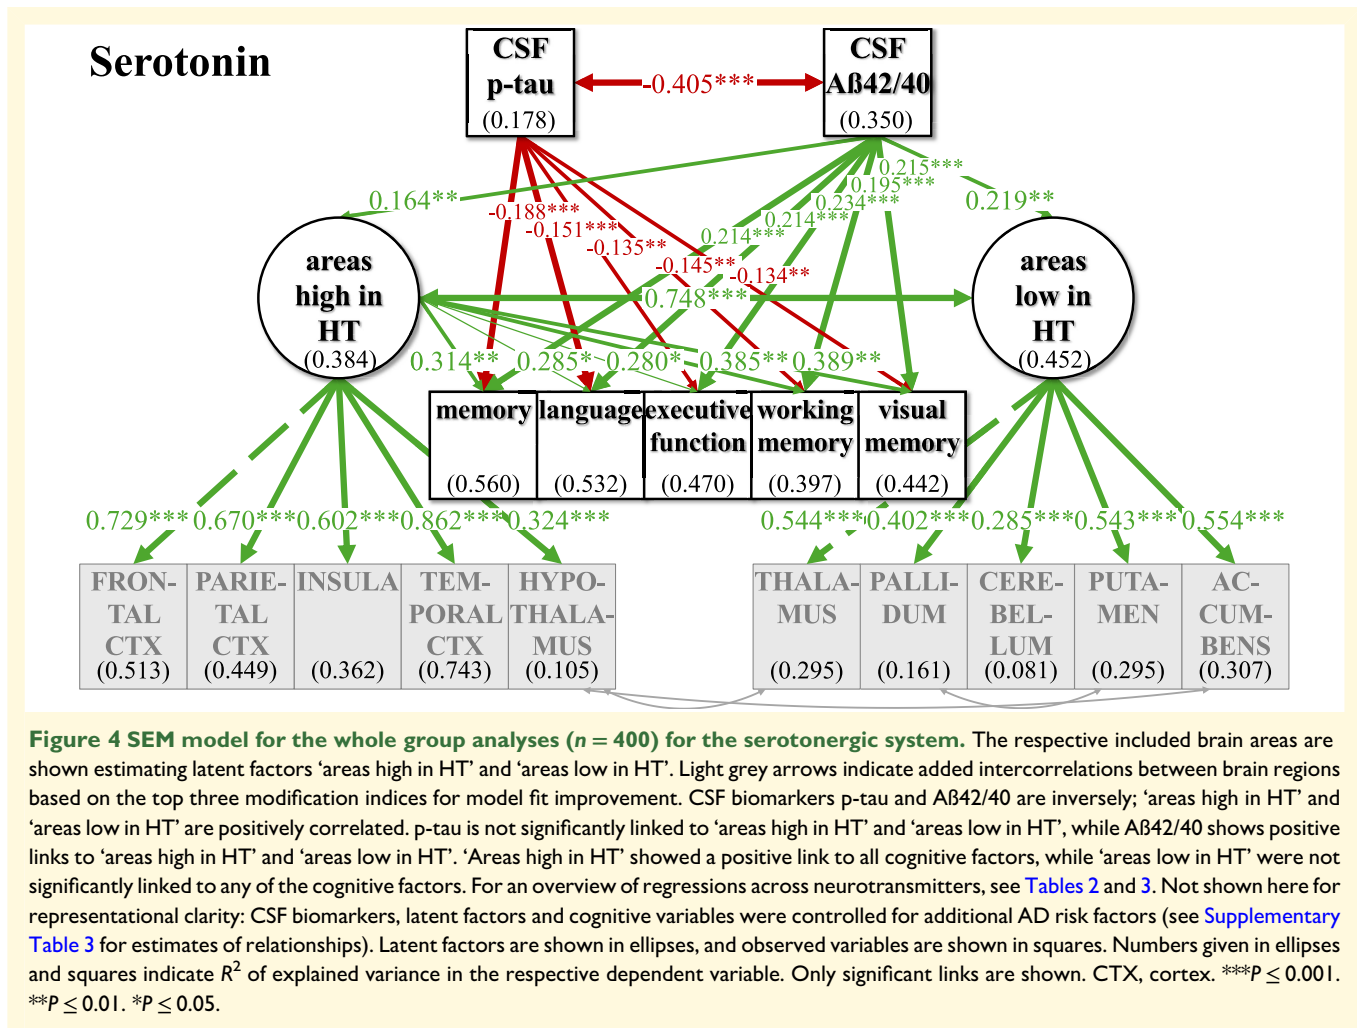 Serotonin
CSF
p-tau
(0.178)
-0.405***
CSF
Aß42/40
(0.350)
0.164**
-0.188***
-0.151***
-0.135**
-0.145**
-0.134**
0.214***
0.214***
0.234***
0.195***
0.215***
0.219**
areas
high in
HT
(0.384)
0.748***
areas
low in
HT
(0.452)
0.314**
0.285*
0.280*
0.385**
0.389**
memory
(0.560)
language
(0.532)
executive
function
(0.470)
working
memory
(0.397)
visual
memory
(0.442)
0.729***
0.670***
0.602***
0.862***
0.324***
0.544***
0.402***
0.285***
0.543***
0.554***
FRON-
TAL
CTX
(0.513)
PARIE-
TAL
CTX
(0.449)
INSULA
(0.362)
TEM-
PORAL
CTX
(0.743)
HYPO-
THALA-
MUS
(0.105)
THALA-
MUS
(0.295)
PALLI-
DUM
(0.161)
CERE-
BEL-
LUM
(0.081)
PUTA-
MEN
(0.295)
AC-
CUM-
BENS
(0.307)
Figure 4 SEM model for the whole group analyses (n = 400) for the serotonergic system. The respective included brain areas are
shown estimating latent factors ‘areas high in HT’ and ‘areas low in HT’. Light grey arrows indicate added intercorrelations between brain regions
based on the top three modification indices for model fit improvement. CSF biomarkers p-tau and Aß42/40 are inversely; ‘areas high in HT’ and
‘areas low in HT’ are positively correlated. p-tau is not significantly linked to ‘areas high in HT’ and ‘areas low in HT’, while Aß42/40 shows positive
links to ‘areas high in HT’ and ‘areas low in HT’. ‘Areas high in HT’ showed a positive link to all cognitive factors, while ‘areas low in HT’ were not
significantly linked to any of the cognitive factors. For an overview of regressions across neurotransmitters, see Tables 2 and 3. Not shown here for
representational clarity: CSF biomarkers, latent factors and cognitive variables were controlled for additional AD risk factors (see Supplementary
Table 3 for estimates of relationships). Latent factors are shown in ellipses, and observed variables are shown in squares. Numbers given in ellipses
and squares indicate R² of explained variance in the respective dependent variable. Only significant links are shown. CTX, cortex. ***P ≤ 0.001.
**P ≤ 0.01. *P ≤ 0.05.